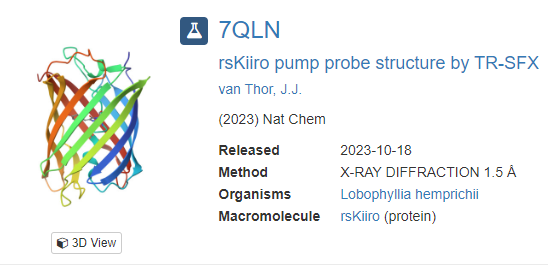 7QLN
rsKiiro pump probe structure by TR-SFX
van Thor, J.J.
(2023) Nat Chem
Released 2023-10-18
Method X-RAY DIFFRACTION 1.5 Å
Organisms Lobophyllia hemprichii
Macromolecule rsKiiro (protein)
3D View